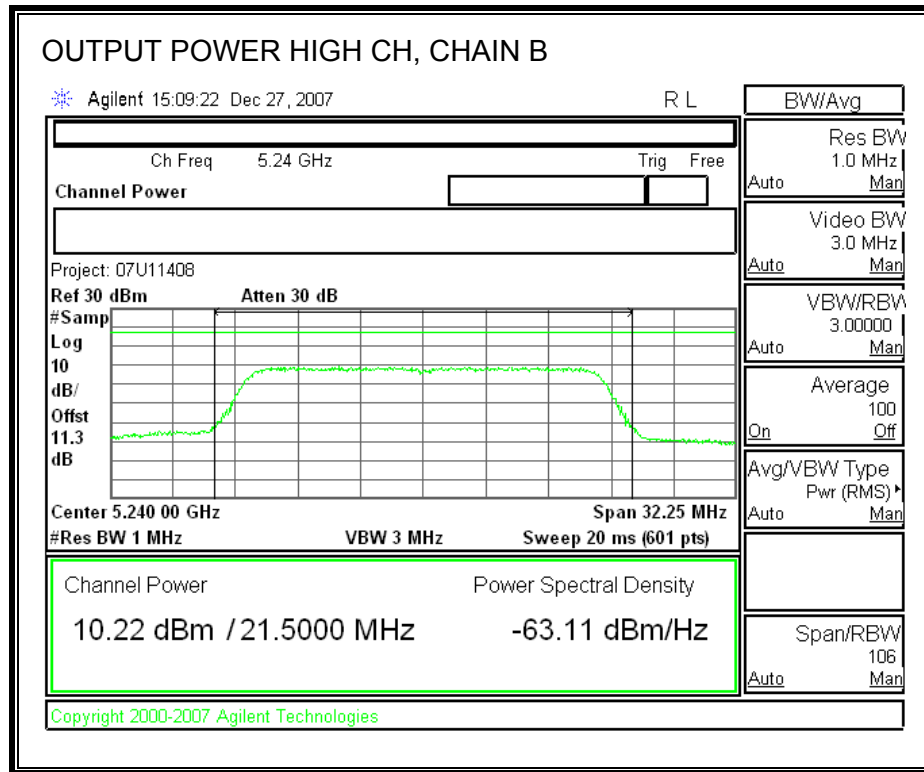 OUTPUT POWER HIGH CH, CHAIN B
Agilent 15:09:22 Dec 27, 2007 R L
BW/Avg
Ch Freq 5.24 GHz Trig Free
Channel Power
Res BW
1.0 MHz
Auto Man
Video BW
3.0 MHz
Auto Man
Project: 07U11408
Ref 30 dBm Atten 30 dB
#Samp
Log
10
dB/
Offst
11.3
dB
VBW/RBW
3.00000
Auto Man
Average
100
On Off
Avg/VBW Type
Pwr (RMS)
Auto Man
Center 5.240 00 GHz Span 32.25 MHz
#Res BW 1 MHz VBW 3 MHz Sweep 20 ms (601 pts)
Channel Power Power Spectral Density
10.22 dBm / 21.5000 MHz -63.11 dBm/Hz
Span/RBW
106
Auto Man
Copyright 2000-2007 Agilent Technologies